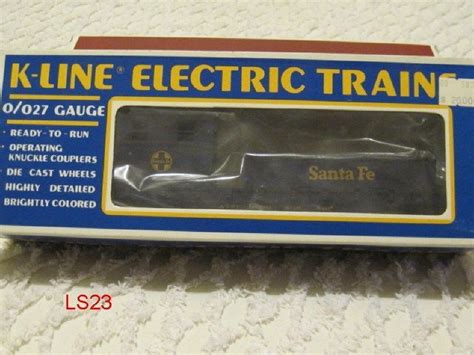 K-LINE® ELECTRIC TRAINS
O/027 GAUGE
• READY-TO-RUN
• OPERATING
KNUCKLE COUPLERS
• DIE CAST WHEELS
HIGHLY DETAILED
BRIGHTLY COLORED
Santa Fe
LS23